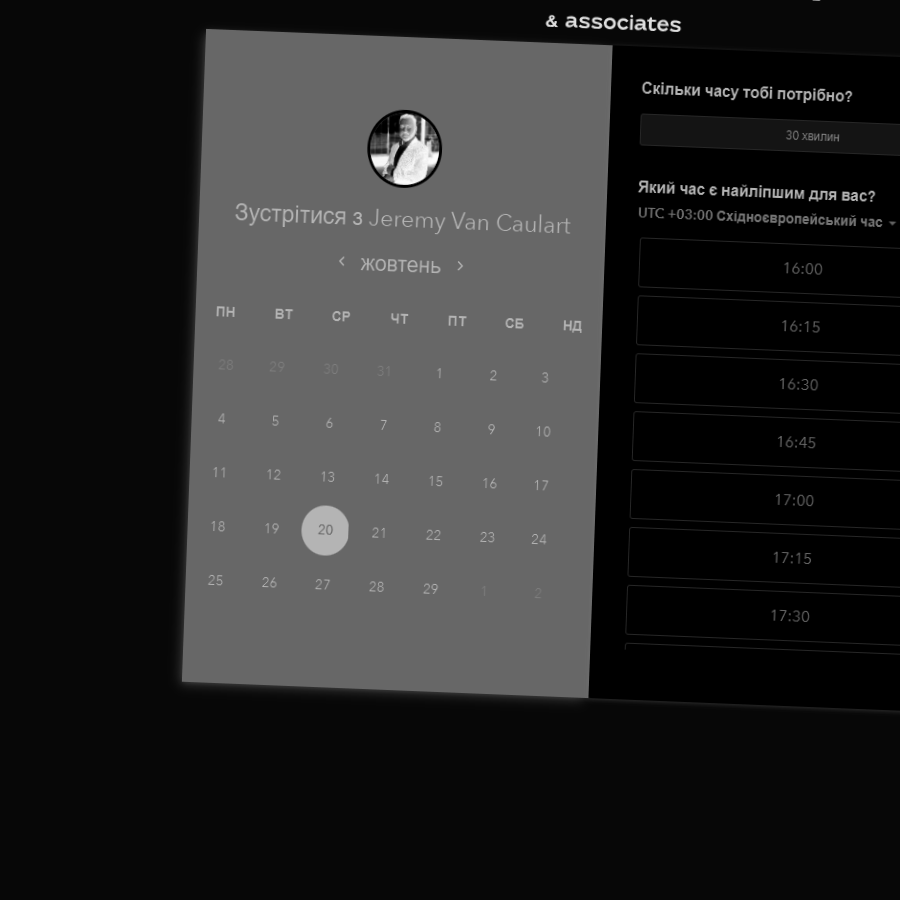 & associates
Зустрітися з Jeremy Van Caulart
жовтень
ПН ВТ СР ЧТ ПТ СБ НД
28 29 30 31 1 2 3
4 5 6 7 8 9 10
11 12 13 14 15 16 17
18 19 20 21 22 23 24
25 26 27 28 29 1 2
Скільки часу тобі потрібно?
30 хвилин
Який час є найліпшим для вас?
UTC +03:00 Східноєвропейський час
16:00
16:15
16:30
16:45
17:00
17:15
17:30